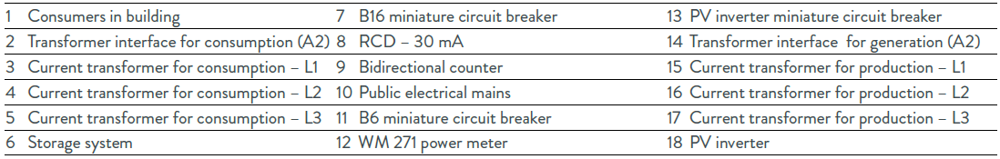 1 Consumers in building 7 B16 miniature circuit breaker 13 PV inverter miniature circuit breaker
2 Transformer interface for consumption (A2) 8 RCD – 30 mA 14 Transformer interface for generation (A2)
3 Current transformer for consumption – L1 9 Bidirectional counter 15 Current transformer for production – L1
4 Current transformer for consumption – L2 10 Public electrical mains 16 Current transformer for production – L2
5 Current transformer for consumption – L3 11 B6 miniature circuit breaker 17 Current transformer for production – L3
6 Storage system 12 WM 271 power meter 18 PV inverter